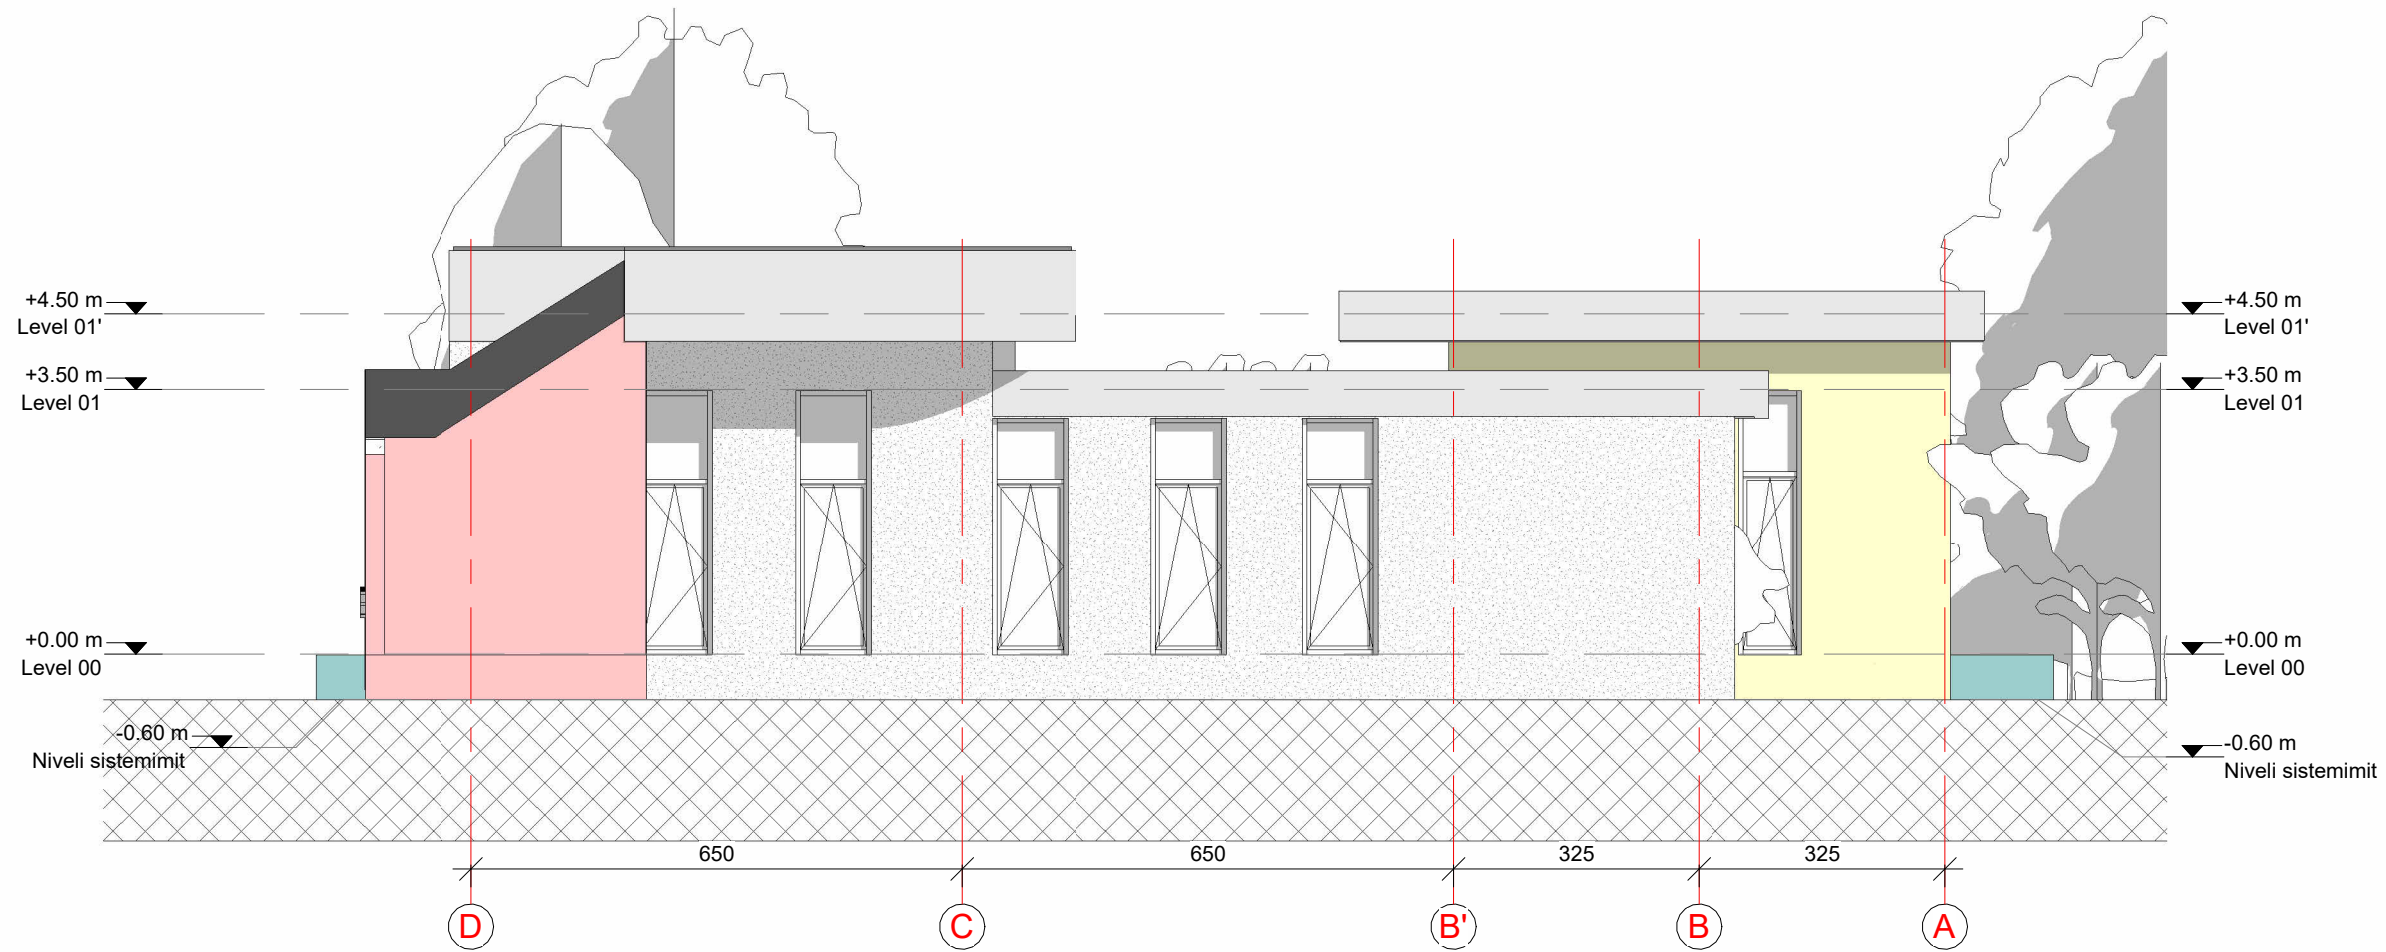 +4.50 m
Level 01'
+3.50 m
Level 01
+0.00 m
Level 00
-0.60 m
Niveli sistemimit
+4.50 m
Level 01'
+3.50 m
Level 01
+0.00 m
Level 00
-0.60 m
Niveli sistemimit
650 650 325 325
D C B' B A